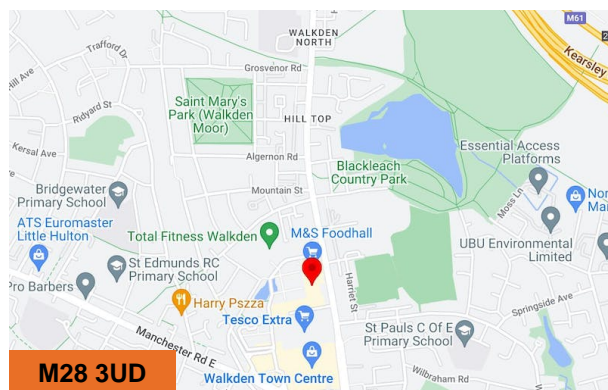 M61
WALKDEN
NORTH
Trafford Dr
Grosvenor Rd
Kearsley
Hill Ave
Saint Mary's
Park (Walkden
Moor)
Ridyard St
HILL TOP
Kersal Ave
Algernon Rd
Essential Access
Platforms
Blackleach
Country Park
Bridgewater
Primary School
Mountain St
Moss Ln
Nor
Mai
ATS Euromaster
Little Hulton
Total Fitness Walkden
M&S Foodhall
UBU Environmental
Limited
St Edmunds RC
Primary School
Harriet St
Pro Barbers
Harry Pszza
Springside Ave
Tesco Extra
Manchester Rd E
St Pauls C Of E
Primary School
Walkden Town Centre
Wilbraham Rd
M28 3UD